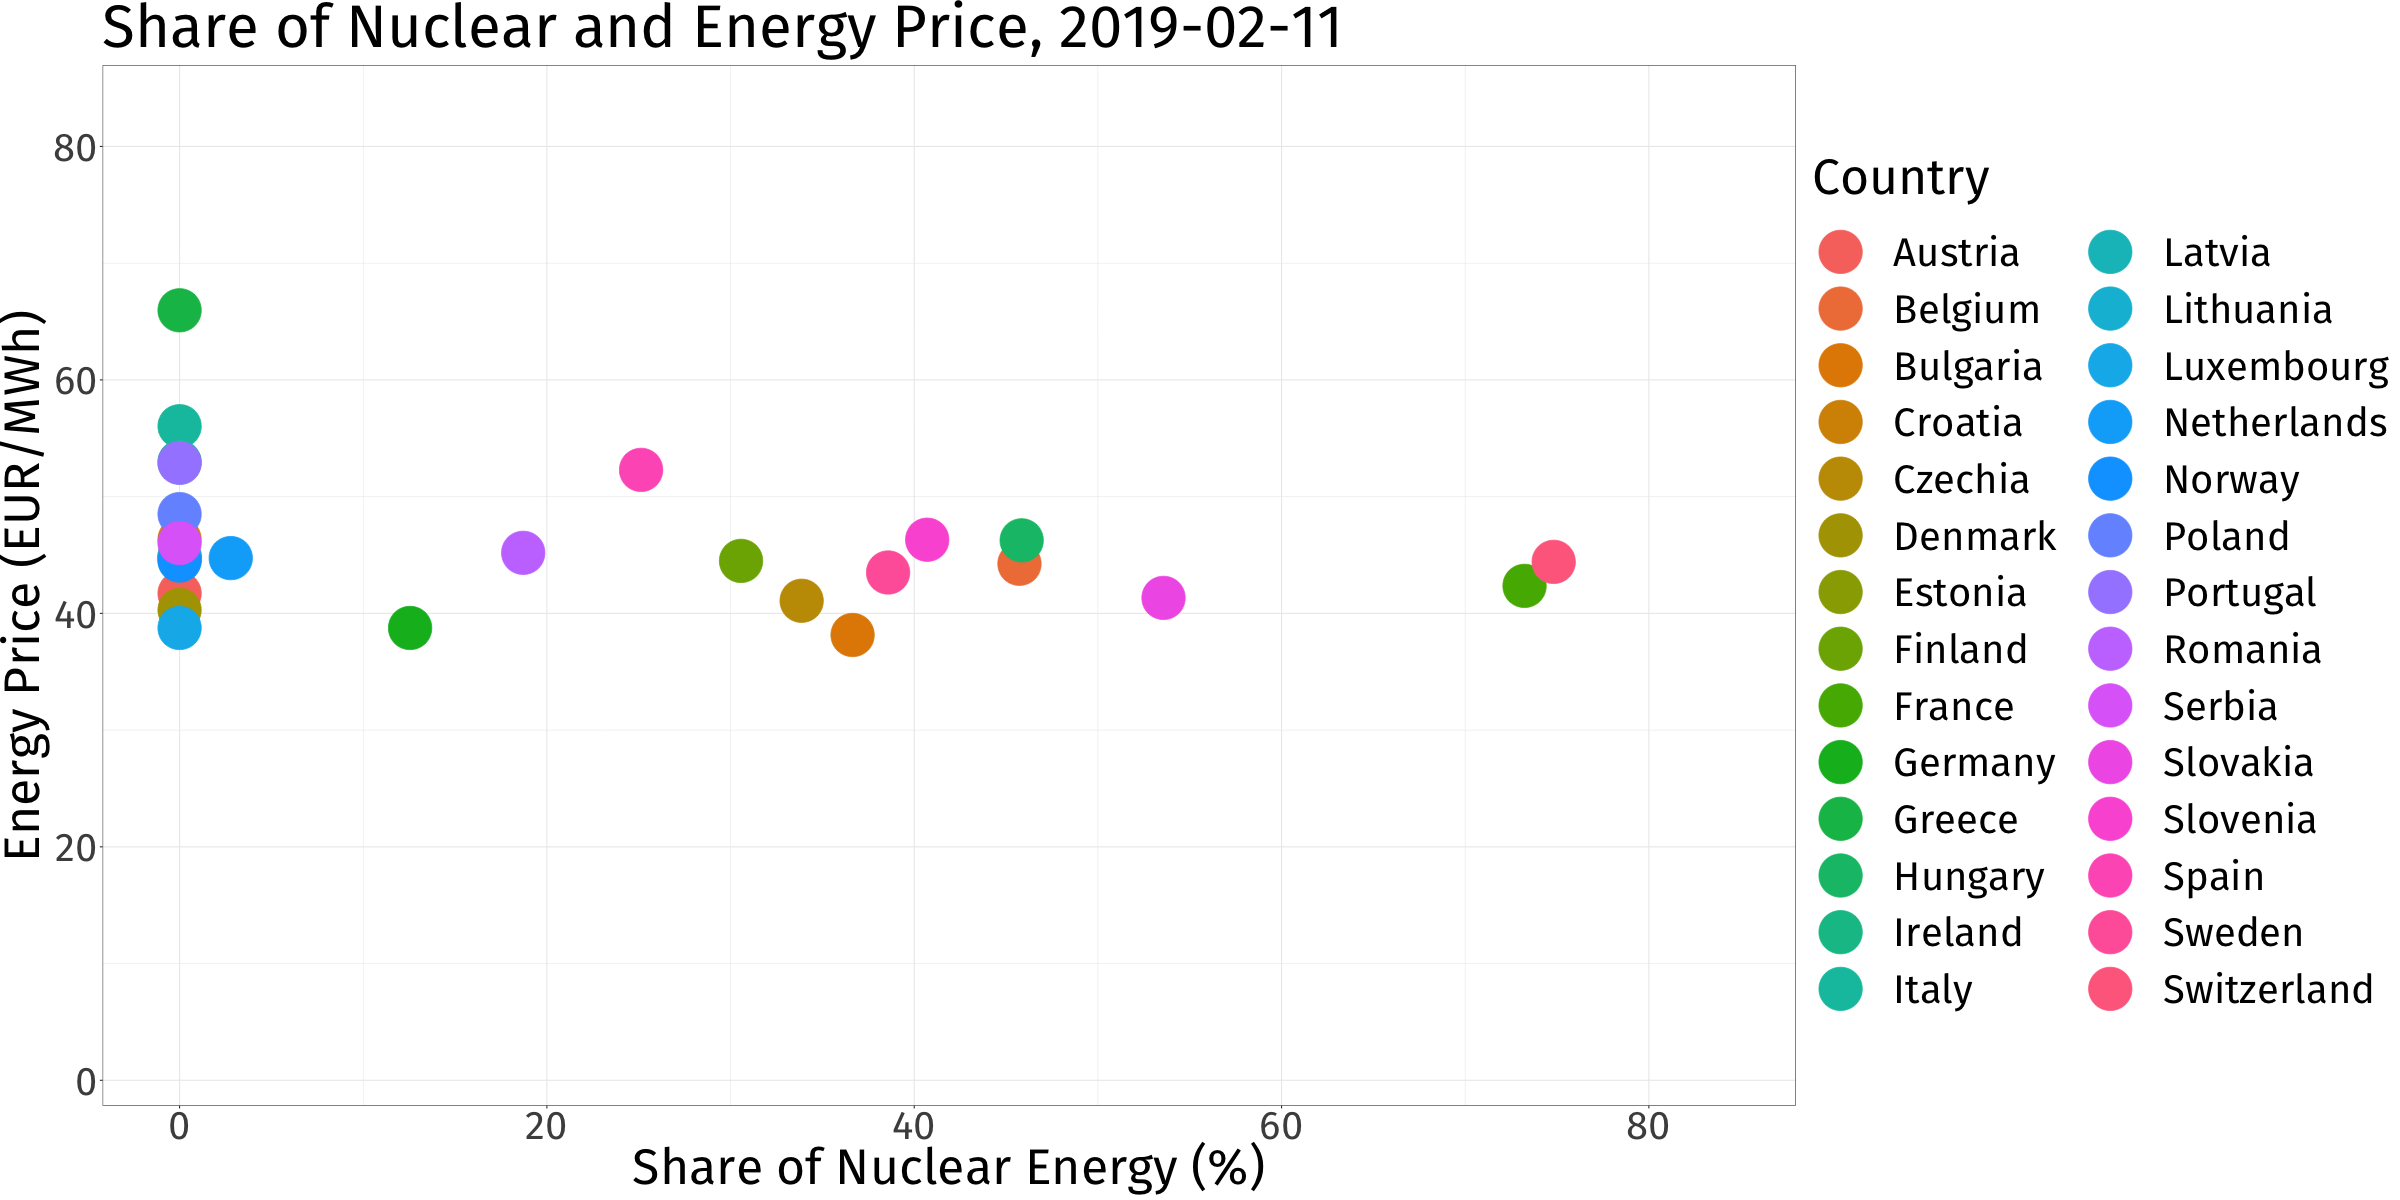 Share of Nuclear and Energy Price, 2019-02-11
Energy Price (EUR/MWh)
80
60
40
20
0
0 20 40 60 80
Share of Nuclear Energy (%)
Country
Austria
Belgium
Bulgaria
Croatia
Czechia
Denmark
Estonia
Finland
France
Germany
Greece
Hungary
Ireland
Italy
Latvia
Lithuania
Luxembourg
Netherlands
Norway
Poland
Portugal
Romania
Serbia
Slovakia
Slovenia
Spain
Sweden
Switzerland